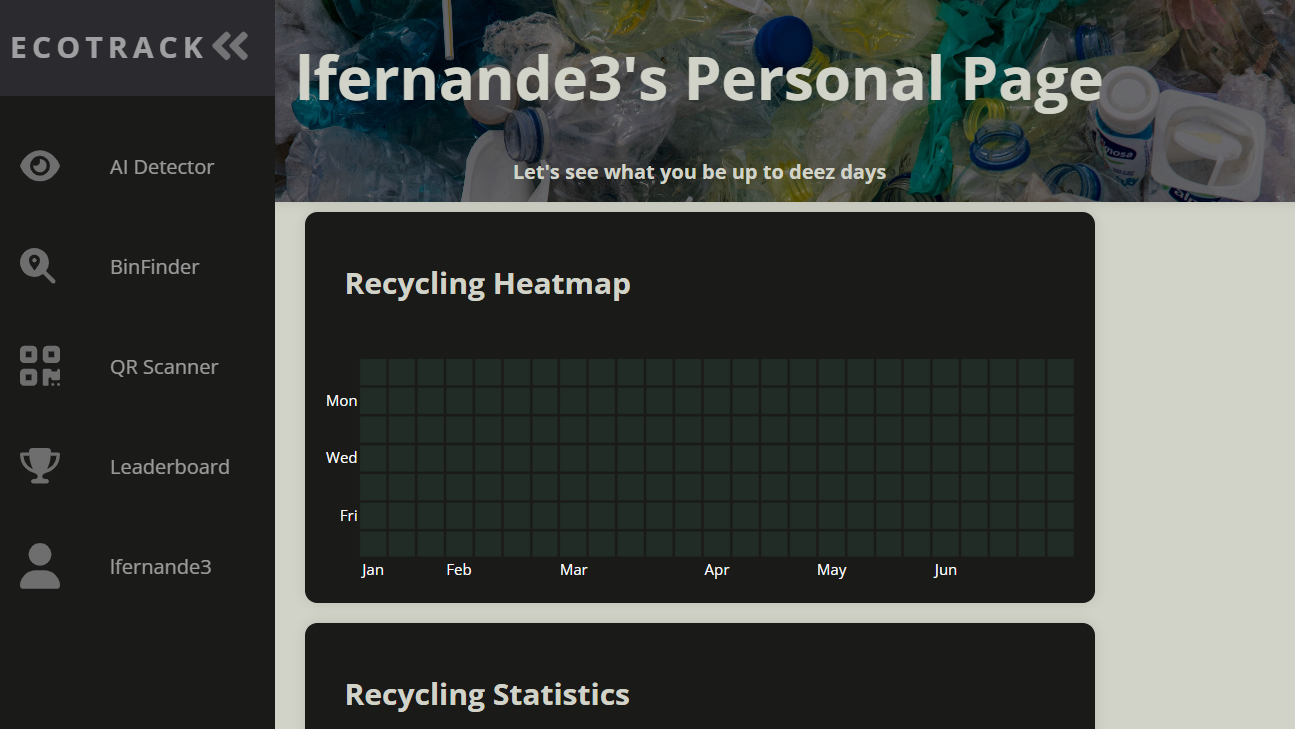 ECOTRACK
AI Detector
BinFinder
QR Scanner
Leaderboard
lfernande3
lfernande3's Personal Page
Let's see what you be up to deez days
Recycling Heatmap
Mon
Wed
Fri
Jan Feb Mar Apr May Jun
Recycling Statistics